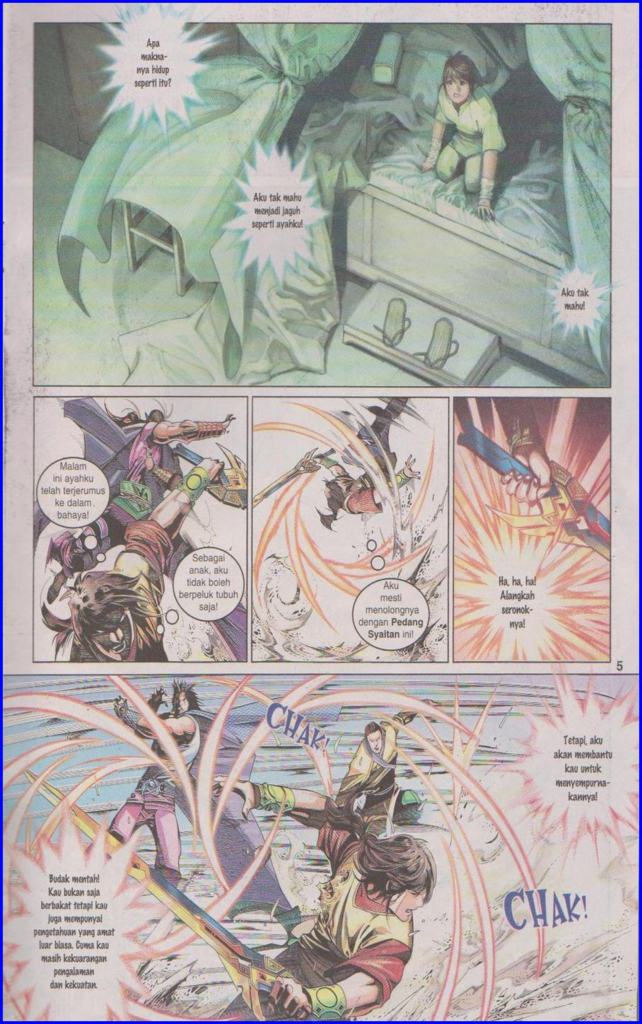 Apa
makna-
nya hidup
seperti itu?
Aku tak mahu
menjadi jaguh
seperti ayahku!
Aku tak
mahu!
Malam
ini ayahku
telah terjerumus
ke dalam
bahaya!
Sebagai
anak, aku
tidak boleh
berpeluk tubuh
saja!
Aku
mesti
menolongnya
dengan Pedang
Syaitan ini!
Ha, ha, ha!
Alangkah
seronok-
nya!
5
CHAK!
Tetapi, aku
akan membantu
kau untuk
menyempurna-
kannya!
Budak mentah!
Kau bukan saja
berbakat tetapi kau
juga mempunyai
pengetahuan yang amat
luar biasa. Cuma kau
masih kekuarangan
pengalaman
dan kekuatan.
CHAK!